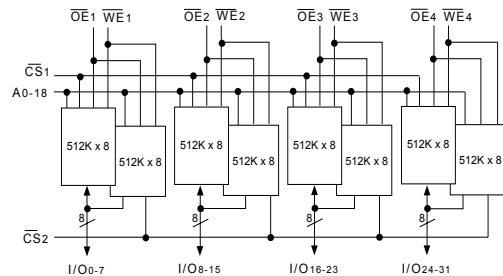 OE1 WE1 OE2 WE2 OE3 WE3 OE4 WE4
CS1
A0-18
512K x 8 512K x 8 512K x 8 512K x 8
512K x 8 512K x 8 512K x 8 512K x 8
8 8 8 8
CS2
I/O0-7 I/O8-15 I/O16-23 I/O24-31